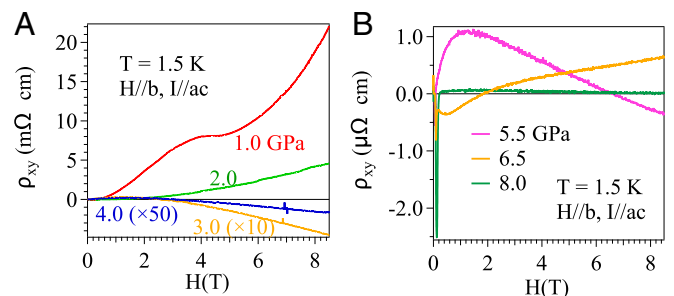 A
20
15
10
5
0
ρxy (mΩ cm)
T = 1.5 K
H//b, I//ac
1.0 GPa
2.0
4.0 (×50)
3.0 (×10)
0 2 4 6 8
H(T)
B
1.0
0.0
-1.0
-2.0
ρxy (μΩ cm)
5.5 GPa
6.5
8.0
T = 1.5 K
H//b, I//ac
0 2 4 6 8
H(T)